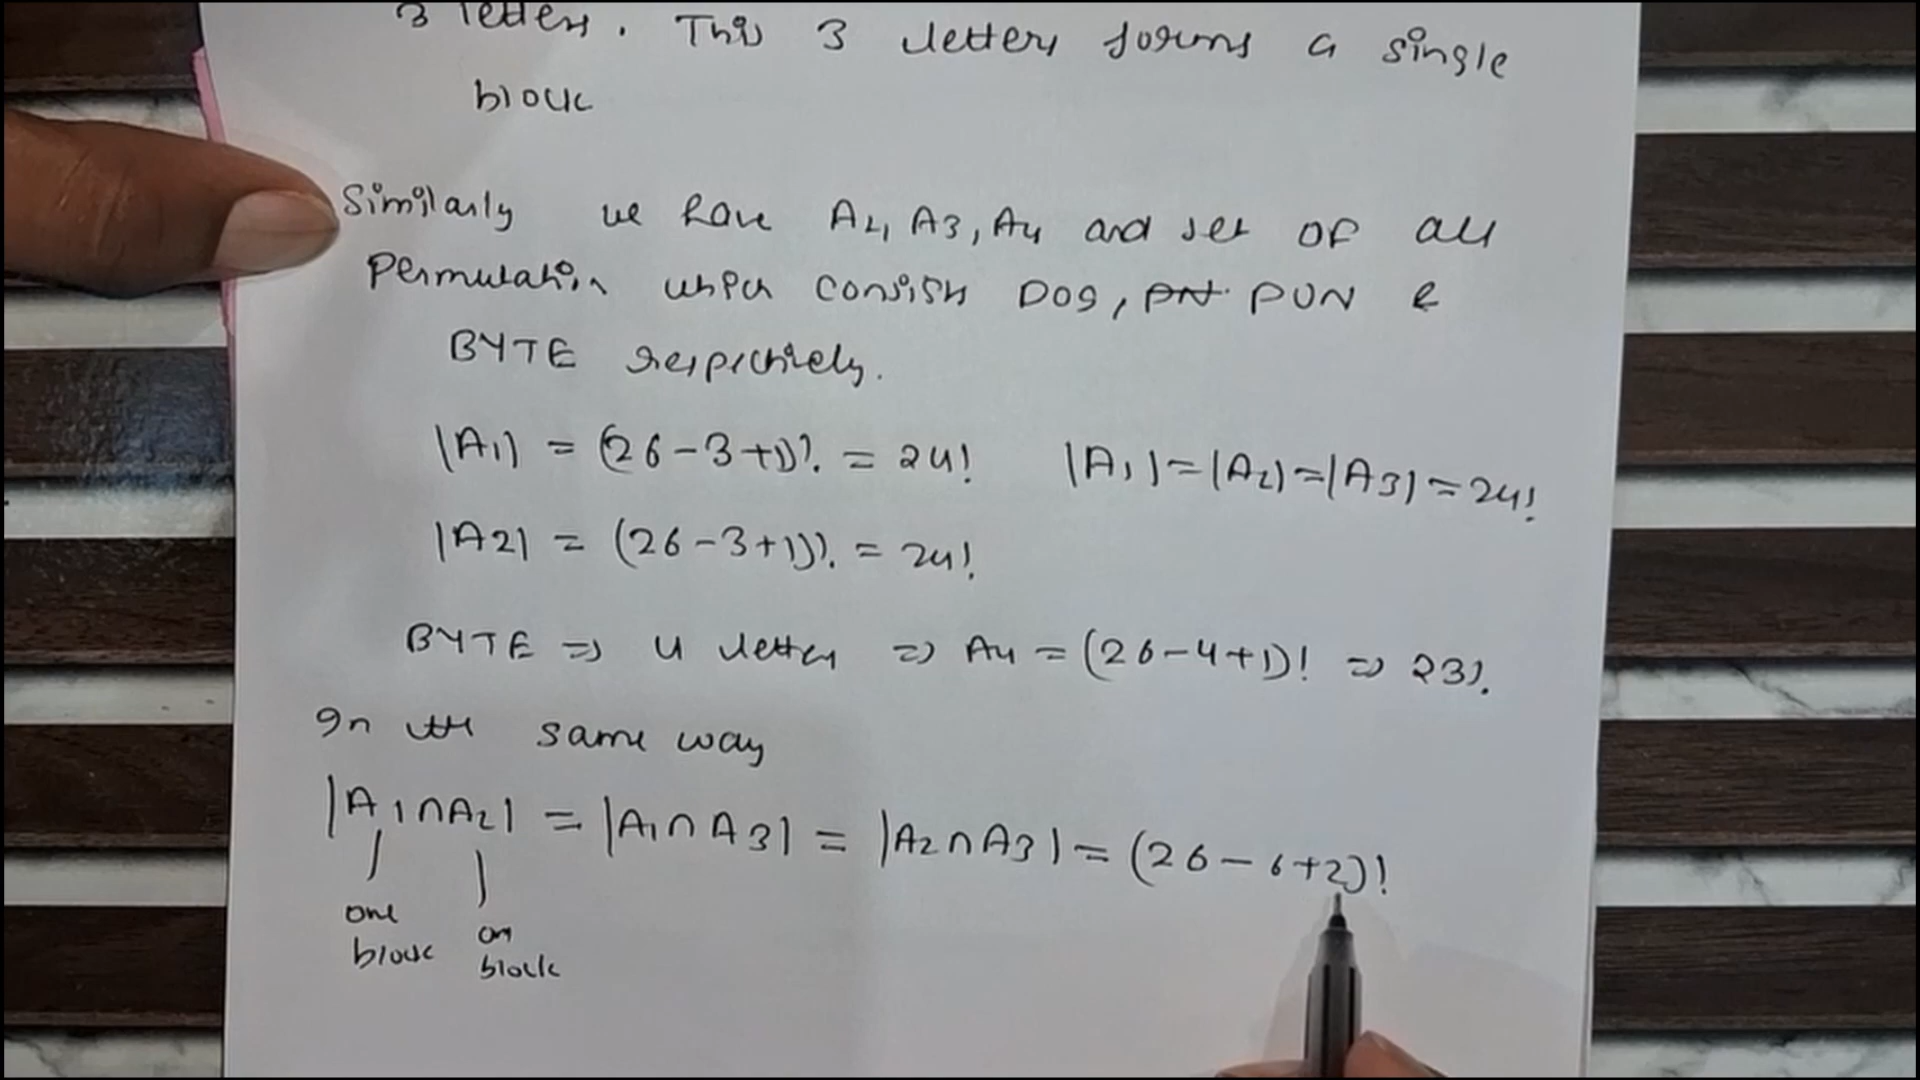 3 letters. This 3 letters forms a single
block
Similarly we have A2, A3, A4 and set of all
Permutation which consists DOG, PUN &
BYTE respectively.
|A1| = (26-3+1)! = 24! |A1| = |A2| = |A3| = 24!
|A2| = (26-3+1)! = 24!
BYTE => 4 letter => A4 = (26-4+1)! => 23!
In the same way
|A1∩A2| = |A1∩A3| = |A2∩A3| = (26-6+2)!
one
block
on
block